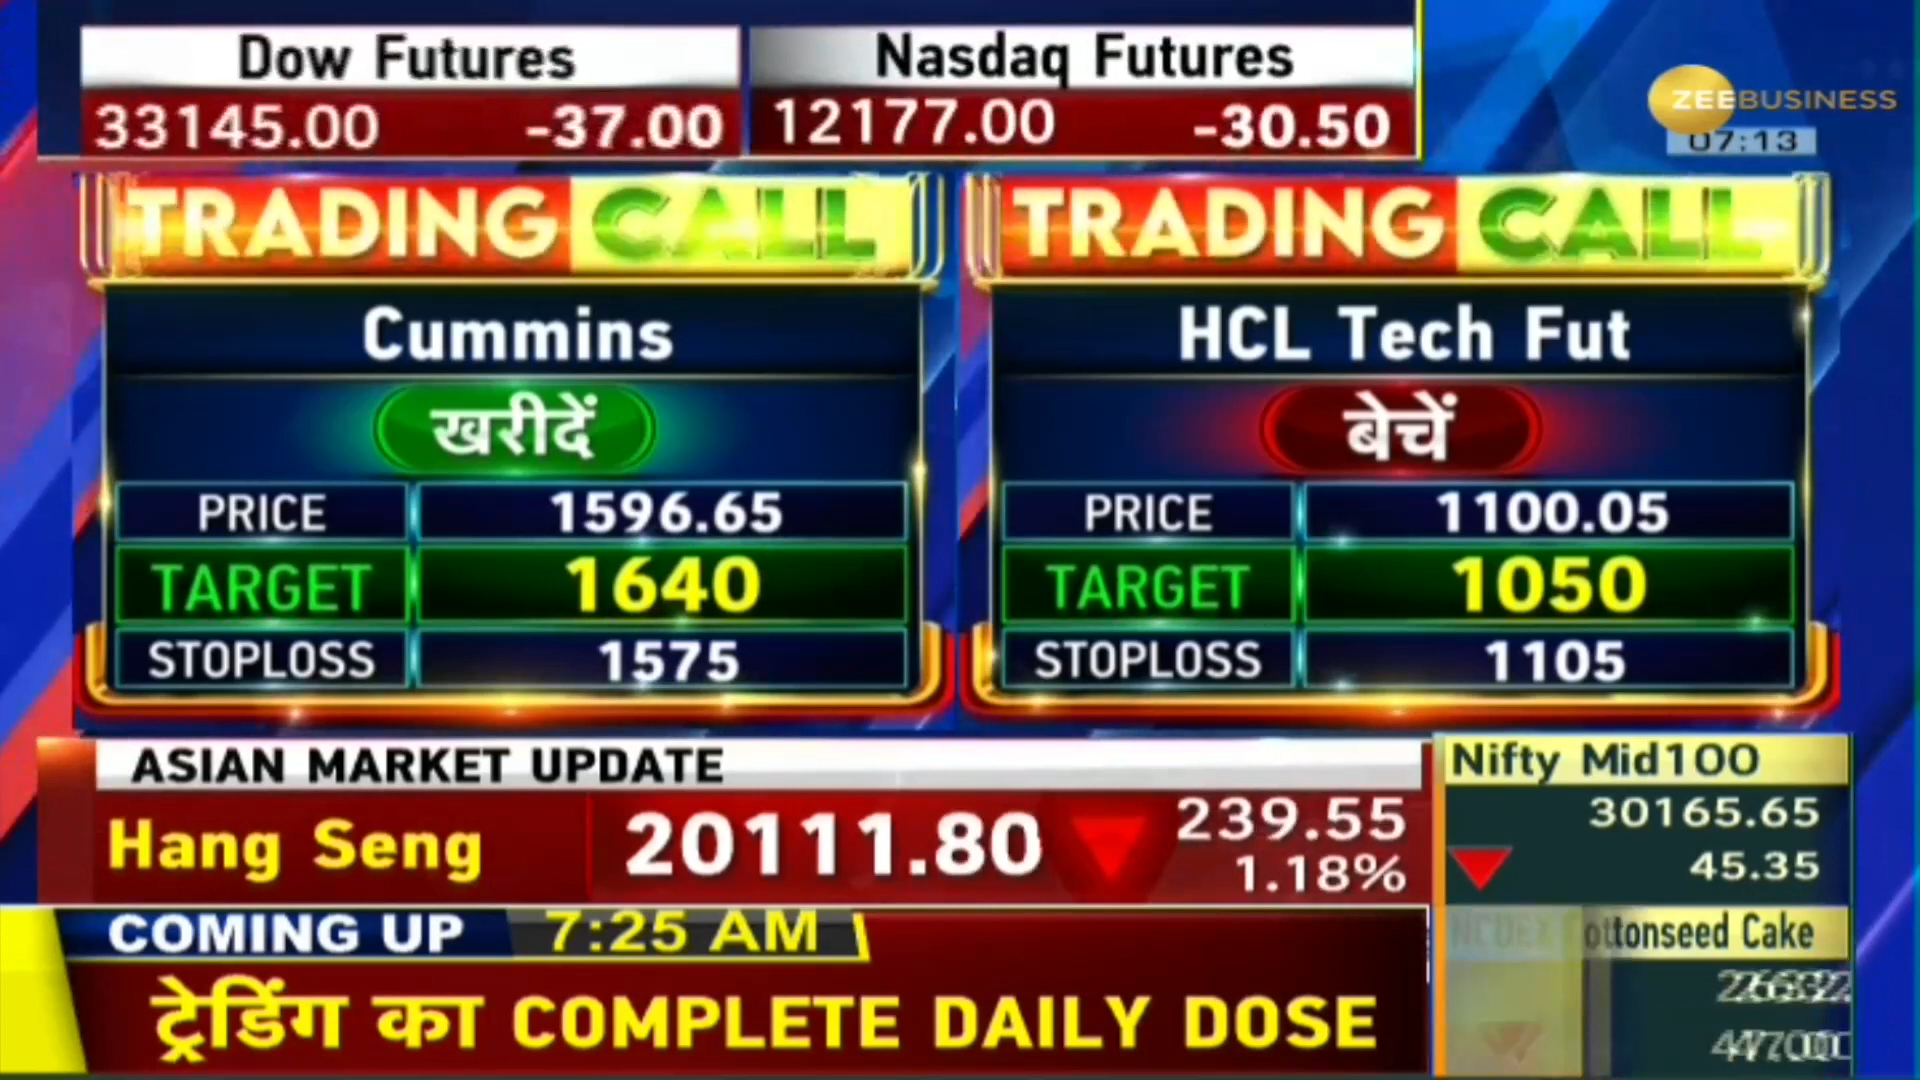 Dow Futures
33145.00 -37.00
Nasdaq Futures
12177.00 -30.50
ZEEBUSINESS
07:13
TRADING CALL
Cummins
खरीदें
PRICE 1596.65
TARGET 1640
STOPLOSS 1575
TRADING CALL
HCL Tech Fut
बेचें
PRICE 1100.05
TARGET 1050
STOPLOSS 1105
ASIAN MARKET UPDATE
Hang Seng 20111.80 239.55
1.18%
Nifty Mid100
30165.65
45.35
COMING UP 7:25 AM
ट्रेडिंग का COMPLETE DAILY DOSE
Cake